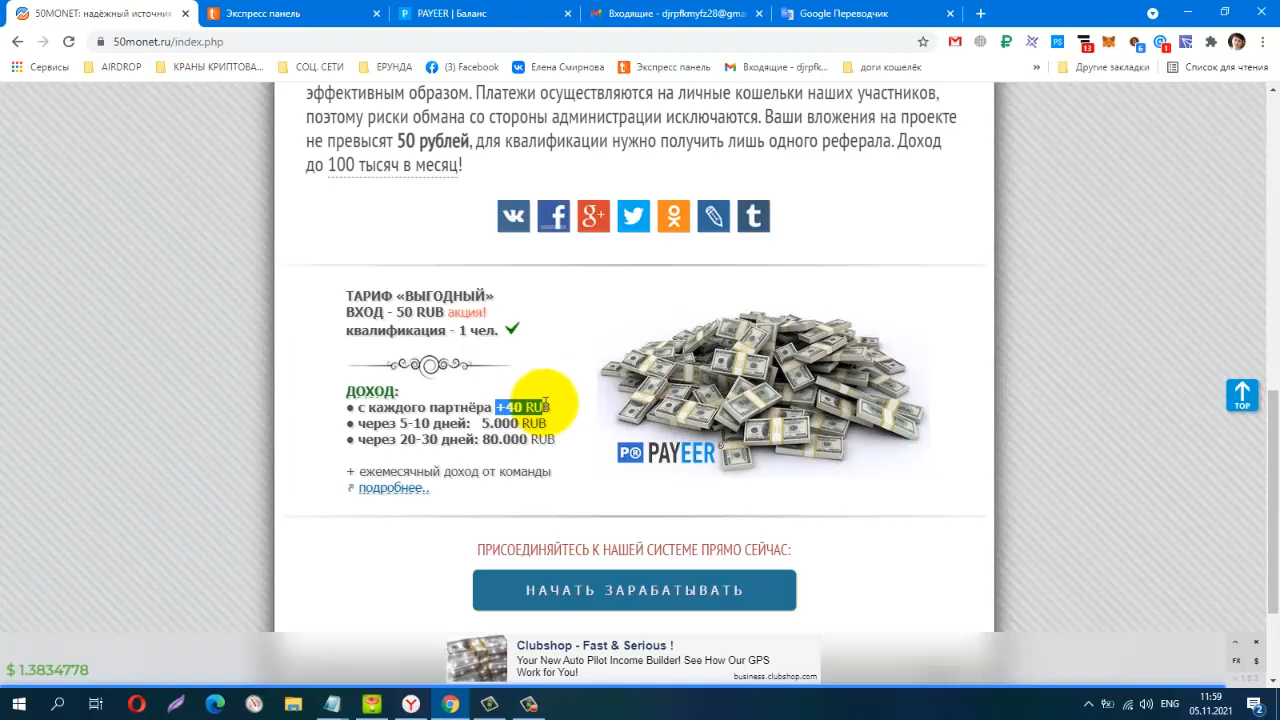 50MONET: надёжный источник
Экспресс панель
PAYEER | Баланс
Входящие - djrpfkmyfz28@gma
Google Переводчик
50monet.ru/index.php
Сервисы
AIRDROP
КРАНЫ КРИПТОВА...
СОЦ. СЕТИ
ЕРУНДА
(3) Facebook
Елена Смирнова
Экспресс панель
Входящие - djrpfk...
доги кошелёк
»
Другие закладки
Список для чтения
эффективным образом. Платежи осуществляются на личные кошельки наших участников,
поэтому риски обмана со стороны администрации исключаются. Ваши вложения на проекте
не превысят 50 рублей, для квалификации нужно получить лишь одного реферала. Доход
до 100 тысяч в месяц!
ТАРИФ «ВЫГОДНЫЙ»
ВХОД - 50 RUB акция!
квалификация - 1 чел.
ДОХОД:
● с каждого партнёра +40 RUB
● через 5-10 дней: 5.000 RUB
● через 20-30 дней: 80.000 RUB
+ ежемесячный доход от команды
подробнее..
PAYEER®
TOP
ПРИСОЕДИНЯЙТЕСЬ К НАШЕЙ СИСТЕМЕ ПРЯМО СЕЙЧАС:
НАЧАТЬ ЗАРАБАТЫВАТЬ
Clubshop - Fast & Serious !
Your New Auto Pilot Income Builder! See How Our GPS
Work for You!
business.clubshop.com
$ 1.3834778
FX $
v. 1.5.3
ENG
11:59
05.11.2021